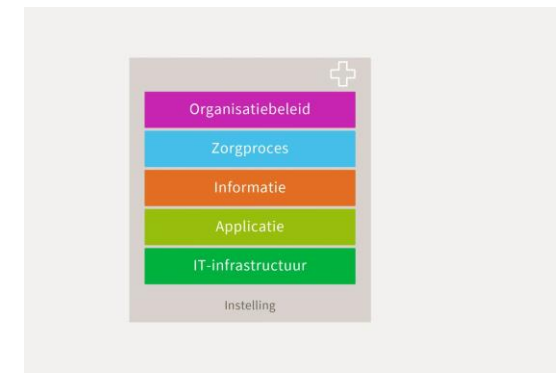 Organisatiebeleid
Zorgproces
Informatie
Applicatie
IT-infrastructuur
Instelling